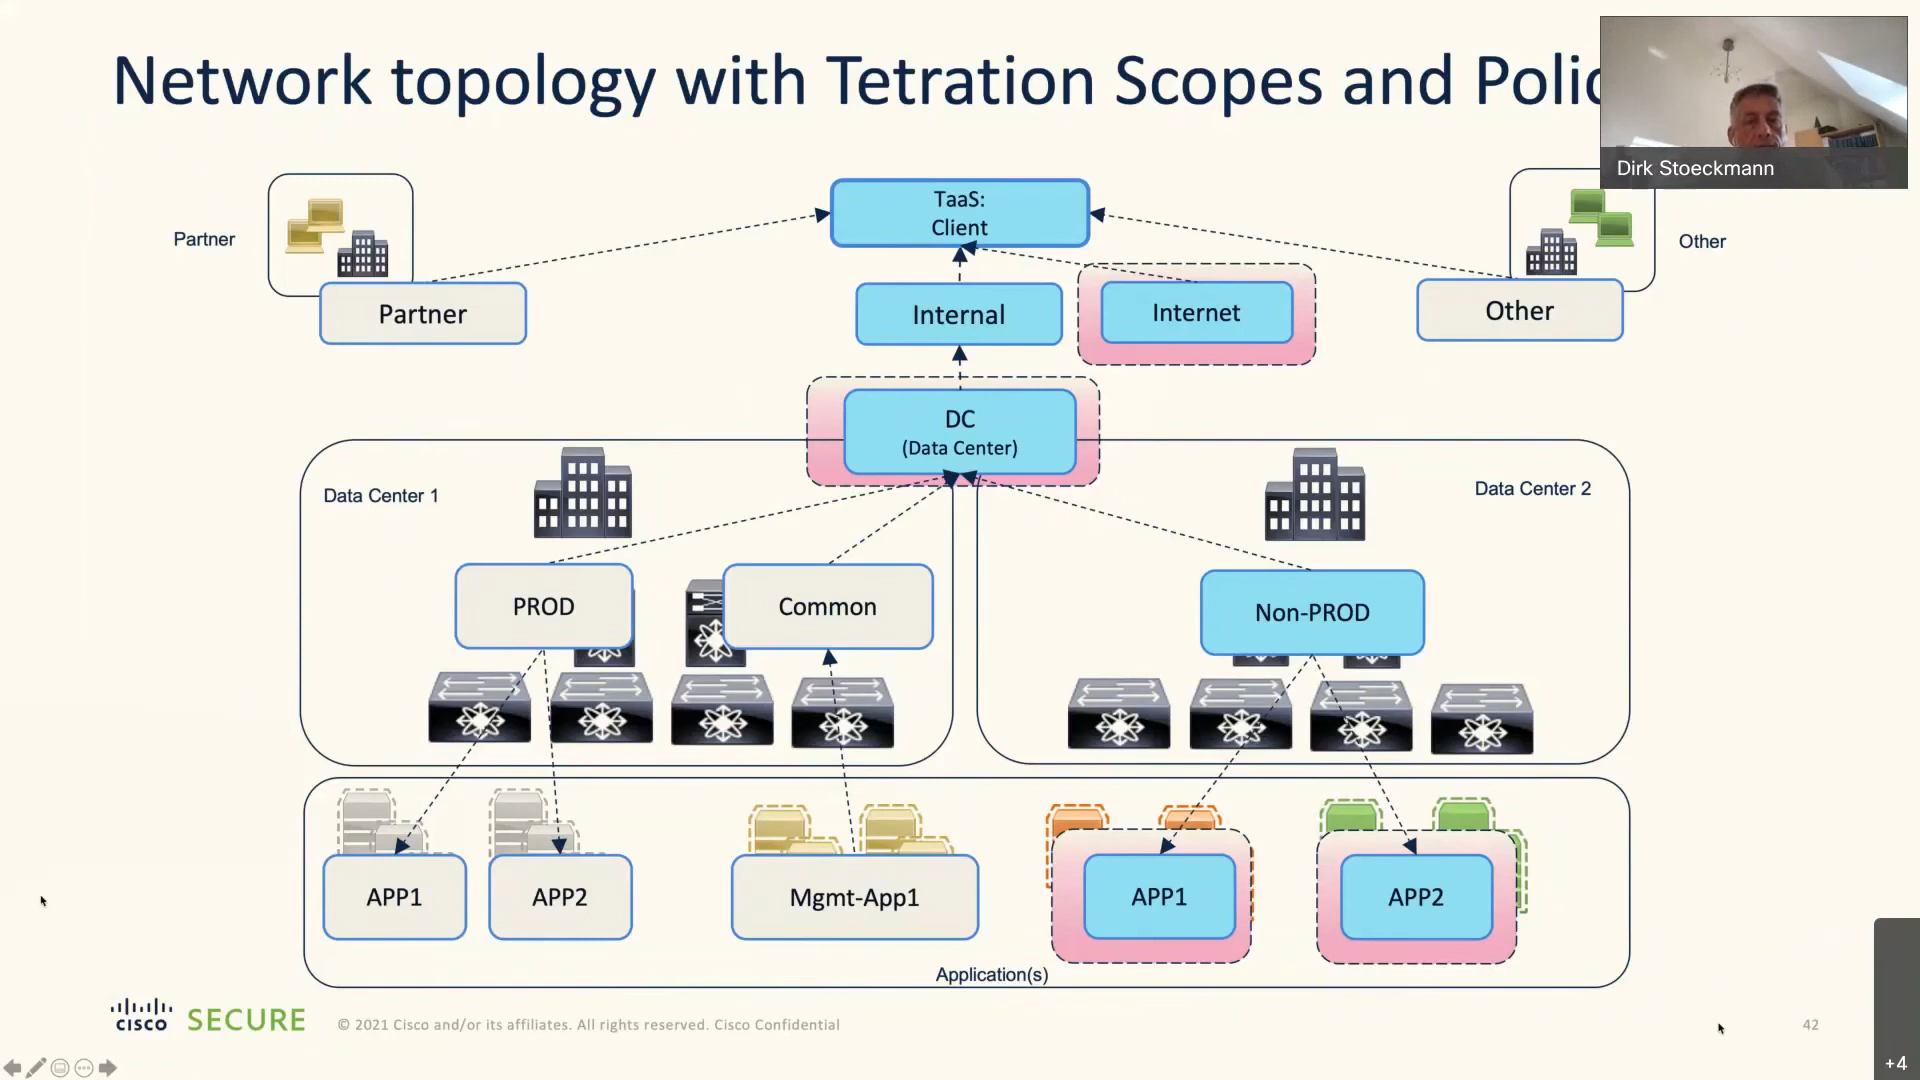 Network topology with Tetration Scopes and Polic
Dirk Stoeckmann
Partner
TaaS:
Client
Other
Partner
Internal
Internet
Other
DC
(Data Center)
Data Center 1
Data Center 2
PROD
Common
Non-PROD
APP1
APP2
Mgmt-App1
APP1
APP2
Application(s)
CISCO SECURE
© 2021 Cisco and/or its affiliates. All rights reserved. Cisco Confidential
42
+4